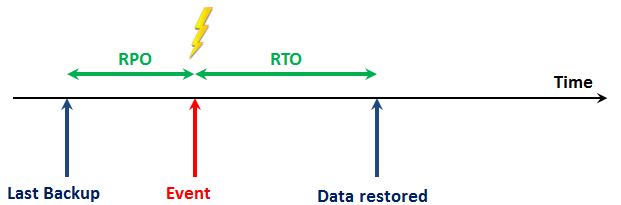 RPO
RTO
Time
Last Backup
Event
Data restored